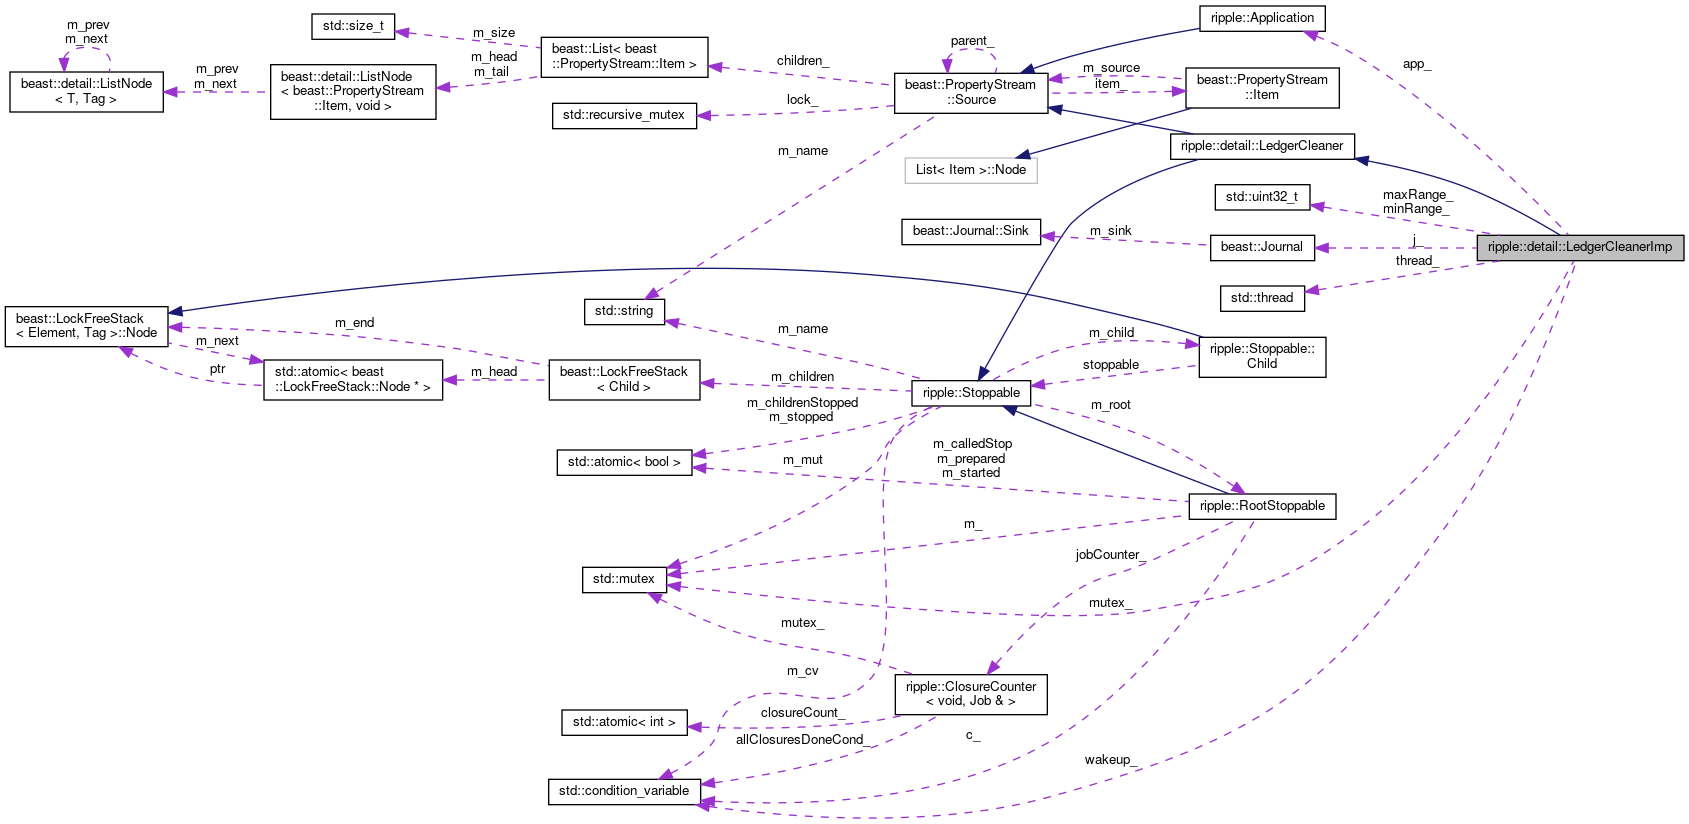 m_prev
m_next
beast::detail::ListNode
< T, Tag >
m_prev
m_next
std::size_t
beast::detail::ListNode
< beast::PropertyStream
::Item, void >
m_size
m_head
m_tail
beast::List< beast
::PropertyStream::Item >
std::recursive_mutex
children_
lock_
m_name
parent_
beast::PropertyStream
::Source
List< Item >::Node
m_source
item_
ripple::Application
beast::PropertyStream
::Item
ripple::detail::LedgerCleaner
app_
std::uint32_t
maxRange_
minRange_
beast::Journal::Sink
m_sink
beast::Journal
j_
ripple::detail::LedgerCleanerImp
std::thread
thread_
std::string
beast::LockFreeStack
< Element, Tag >::Node
m_next
ptr
m_end
std::atomic< beast
::LockFreeStack::Node * >
m_head
beast::LockFreeStack
< Child >
m_name
m_children
m_child
stoppable
ripple::Stoppable::
Child
ripple::Stoppable
m_root
m_childrenStopped
m_stopped
std::atomic< bool >
m_mut
m_calledStop
m_prepared
m_started
ripple::RootStoppable
m_
std::mutex
jobCounter_
mutex_
mutex_
m_cv
ripple::ClosureCounter
< void, Job & >
std::atomic< int >
closureCount_
allClosuresDoneCond_
c_
wakeup_
std::condition_variable